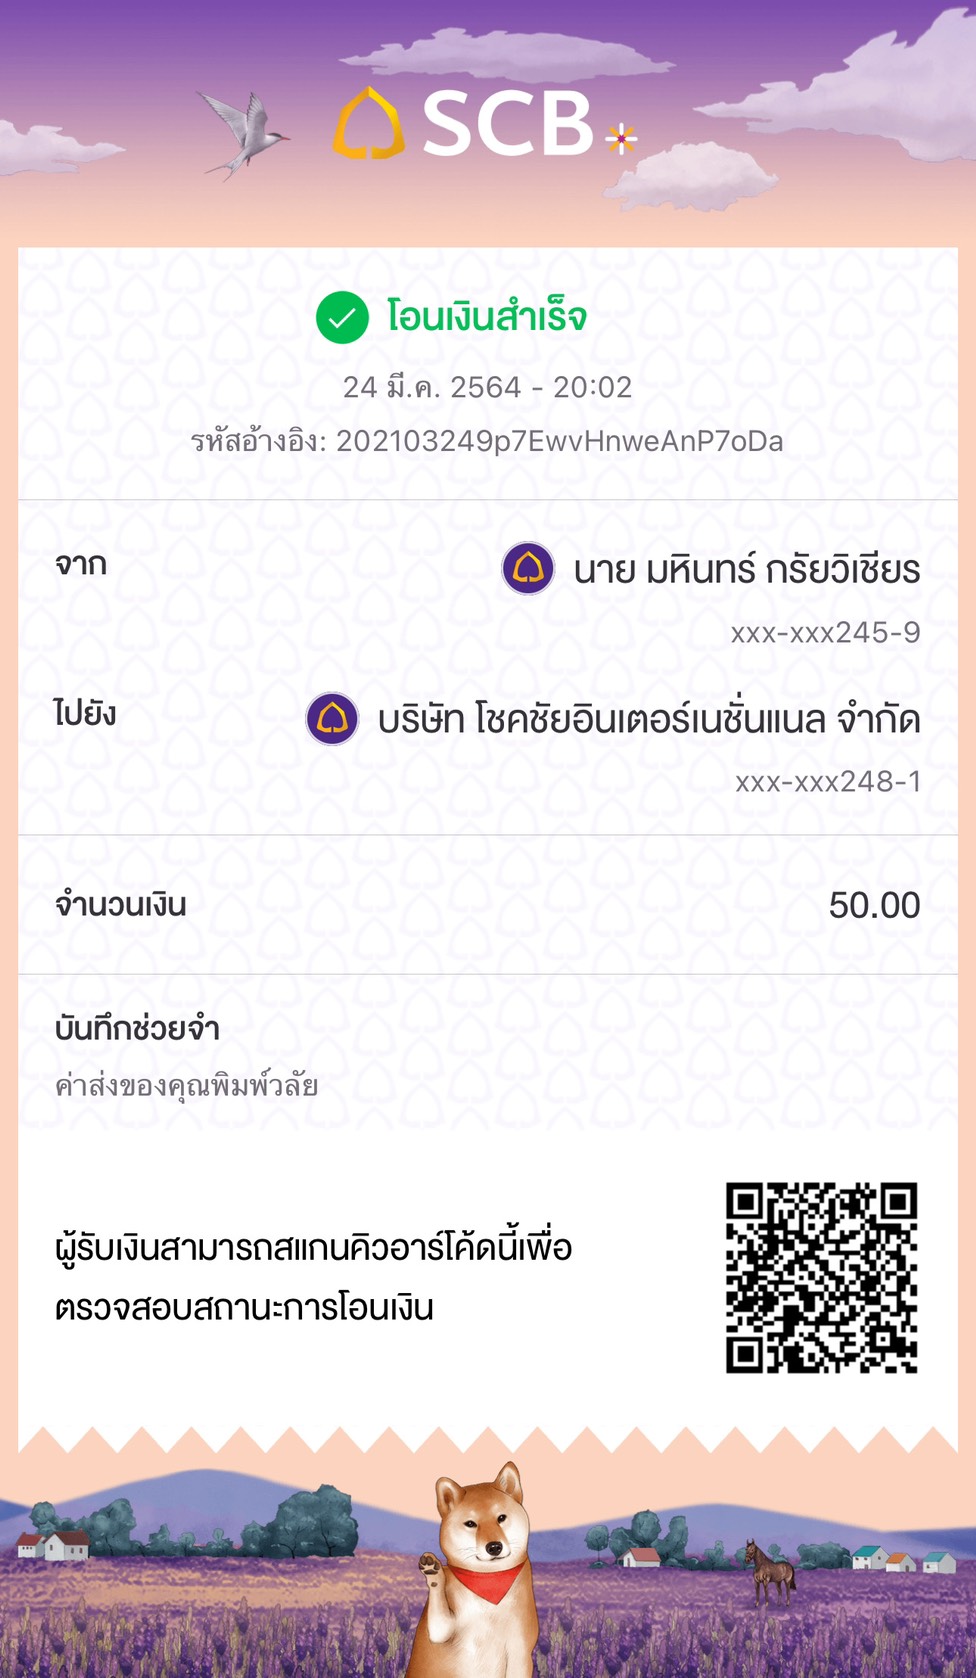 SCB
โอนเงินสำเร็จ
24 มี.ค. 2564 - 20:02
รหัสอ้างอิง: 202103249p7EwvHnweAnP7oDa
จาก
นาย มหินทร์ กรัยวิเชียร
xxx-xxx245-9
ไปยัง
บริษัท โชคชัยอินเตอร์เนชั่นแนล จำกัด
xxx-xxx248-1
จำนวนเงิน 50.00
บันทึกช่วยจำ
ค่าส่งของคุณพิมพ์วลัย
ผู้รับเงินสามารถสแกนคิวอาร์โค้ดนี้เพื่อ
ตรวจสอบสถานะการโอนเงิน